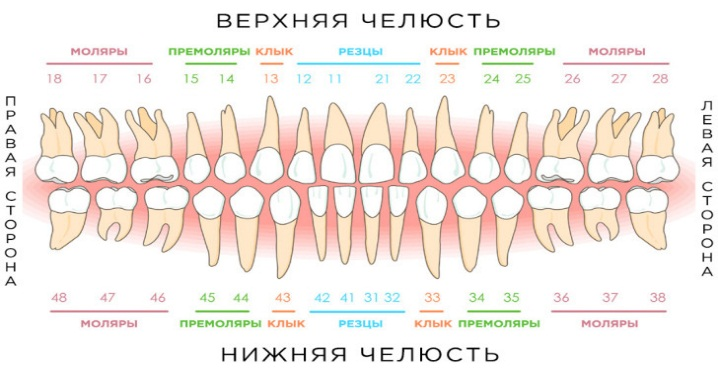 ВЕРХНЯЯ ЧЕЛЮСТЬ
МОЛЯРЫ ПРЕМОЛЯРЫ КЛЫК РЕЗЦЫ КЛЫК ПРЕМОЛЯРЫ МОЛЯРЫ
18 17 16 15 14 13 12 11 21 22 23 24 25 26 27 28
ПРАВАЯ СТОРОНА
ЛЕВАЯ СТОРОНА
48 47 46 45 44 43 42 41 31 32 33 34 35 36 37 38
МОЛЯРЫ ПРЕМОЛЯРЫ КЛЫК РЕЗЦЫ КЛЫК ПРЕМОЛЯРЫ МОЛЯРЫ
НИЖНЯЯ ЧЕЛЮСТЬ